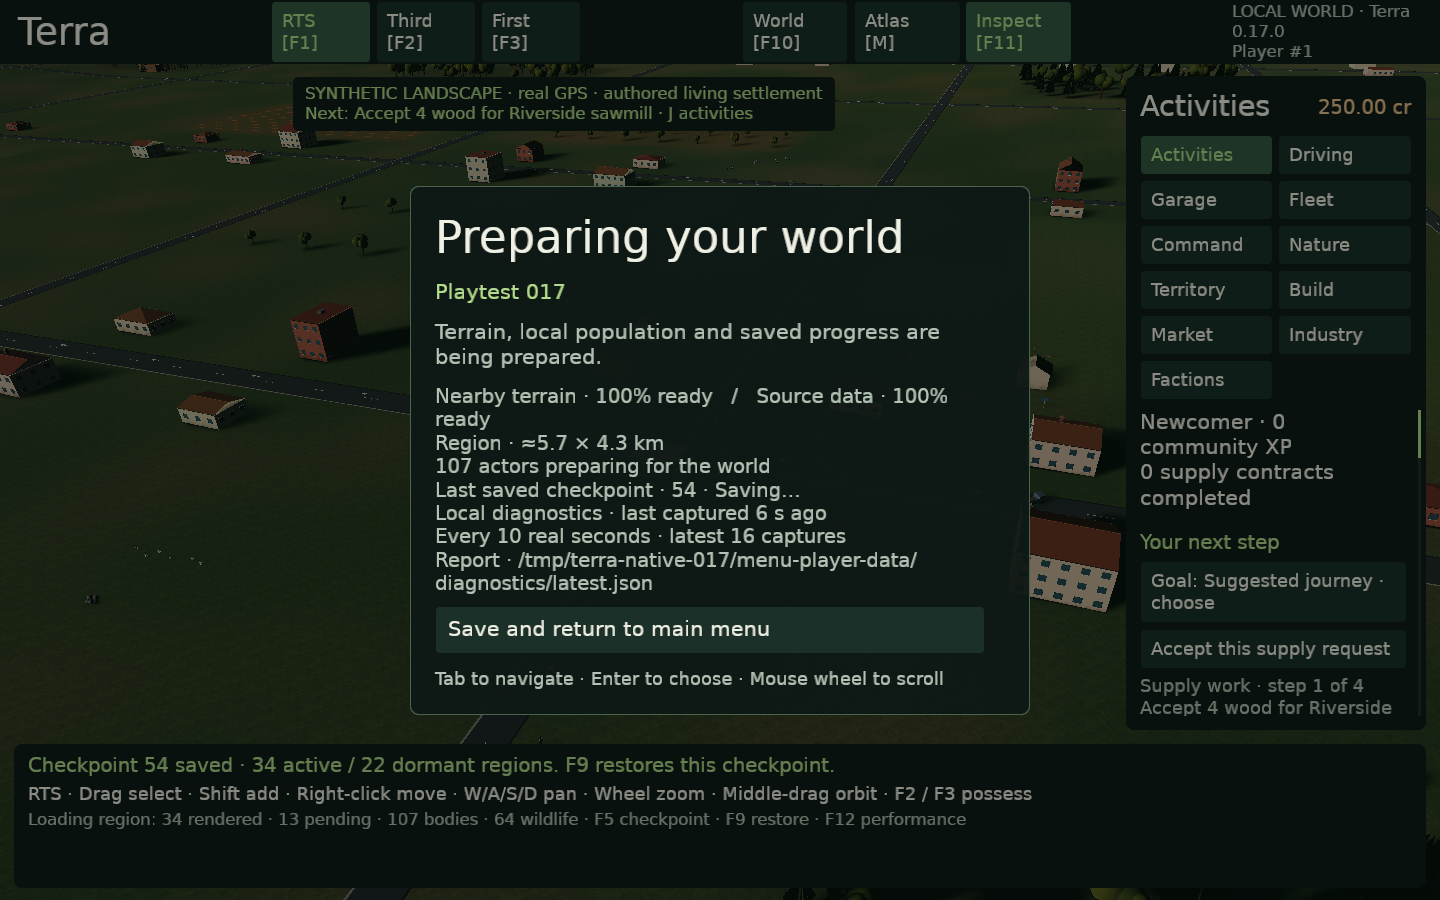 Terra
RTS
[F1]
Third
[F2]
First
[F3]
World
[F10]
Atlas
[M]
Inspect
[F11]
LOCAL WORLD · Terra
0.17.0
Player #1
SYNTHETIC LANDSCAPE · real GPS · authored living settlement
Next: Accept 4 wood for Riverside sawmill · J activities
Preparing your world
Playtest 017
Terrain, local population and saved progress are
being prepared.
Nearby terrain · 100% ready / Source data · 100%
ready
Region · ≈5.7 × 4.3 km
107 actors preparing for the world
Last saved checkpoint · 54 · Saving…
Local diagnostics · last captured 6 s ago
Every 10 real seconds · latest 16 captures
Report · /tmp/terra-native-017/menu-player-data/
diagnostics/latest.json
Save and return to main menu
Tab to navigate · Enter to choose · Mouse wheel to scroll
Activities 250.00 cr
Activities Driving
Garage Fleet
Command Nature
Territory Build
Market Industry
Factions
Newcomer · 0
community XP
0 supply contracts
completed
Your next step
Goal: Suggested journey ·
choose
Accept this supply request
Supply work · step 1 of 4
Accept 4 wood for Riverside
Checkpoint 54 saved · 34 active / 22 dormant regions. F9 restores this checkpoint.
RTS · Drag select · Shift add · Right-click move · W/A/S/D pan · Wheel zoom · Middle-drag orbit · F2 / F3 possess
Loading region: 34 rendered · 13 pending · 107 bodies · 64 wildlife · F5 checkpoint · F9 restore · F12 performance